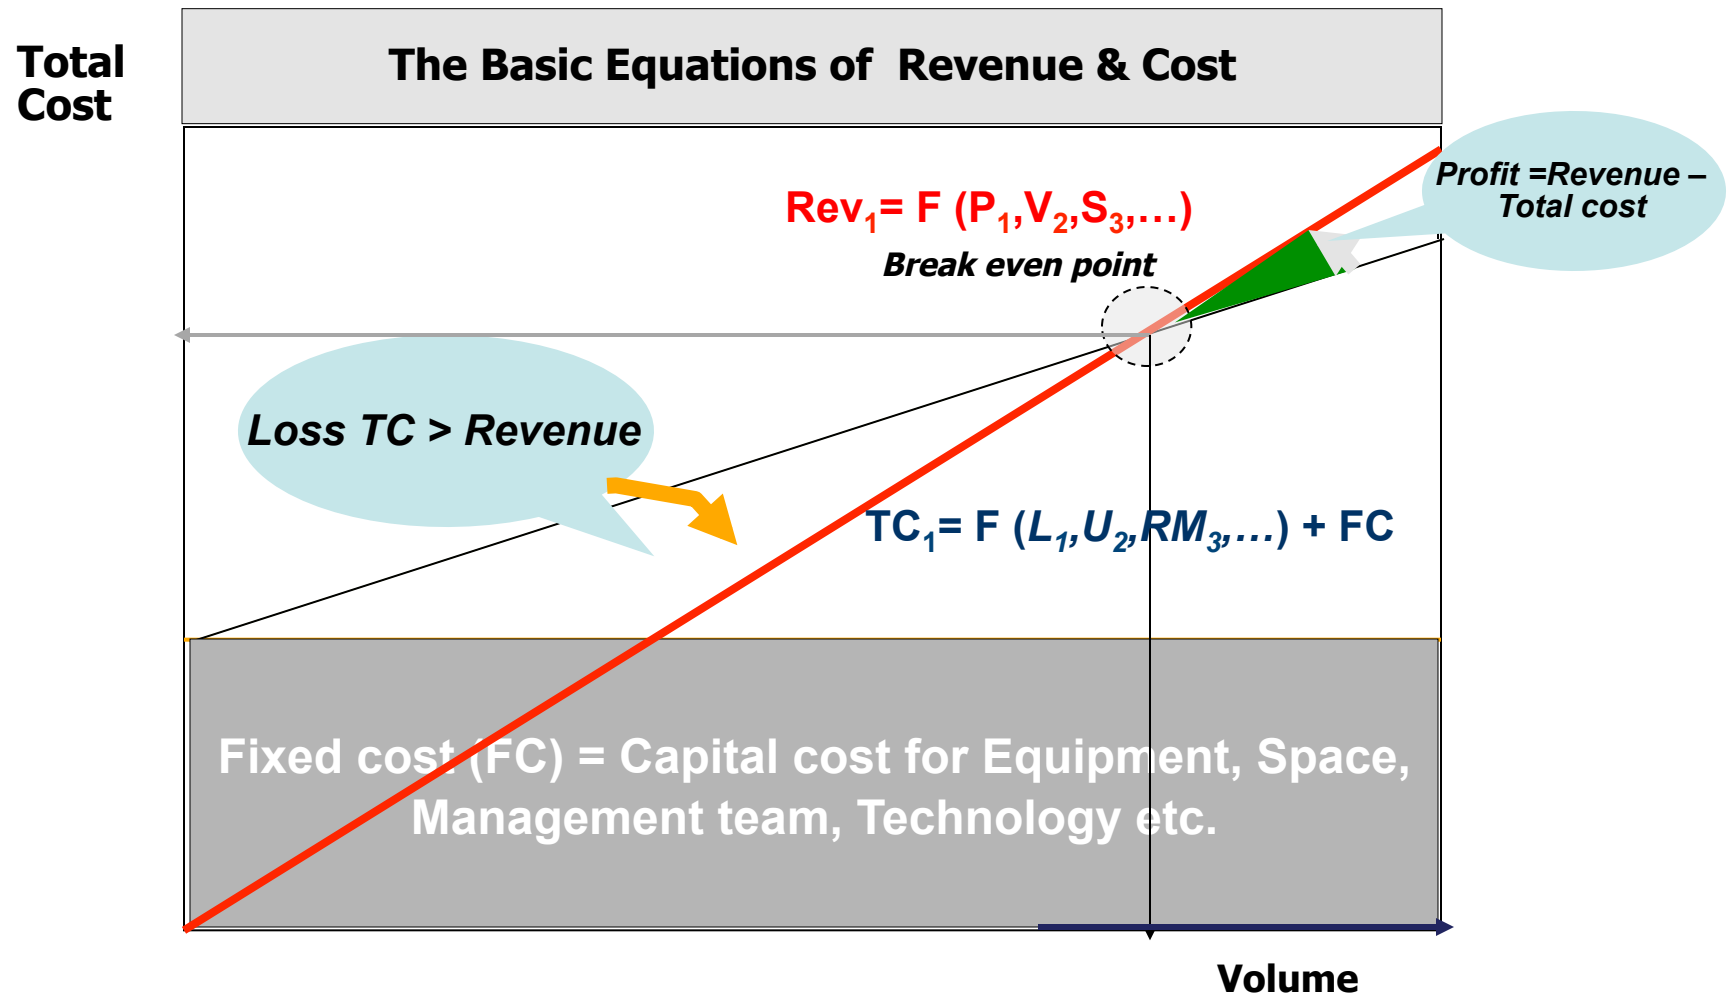 Total
Cost
The Basic Equations of Revenue & Cost
Profit =Revenue –
Total cost
Rev₁= F (P₁,V₂,S₃,…)
Break even point
Loss TC > Revenue
TC₁= F (L₁,U₂,RM₃,…) + FC
Fixed cost (FC) = Capital cost for Equipment, Space,
Management team, Technology etc.
Volume